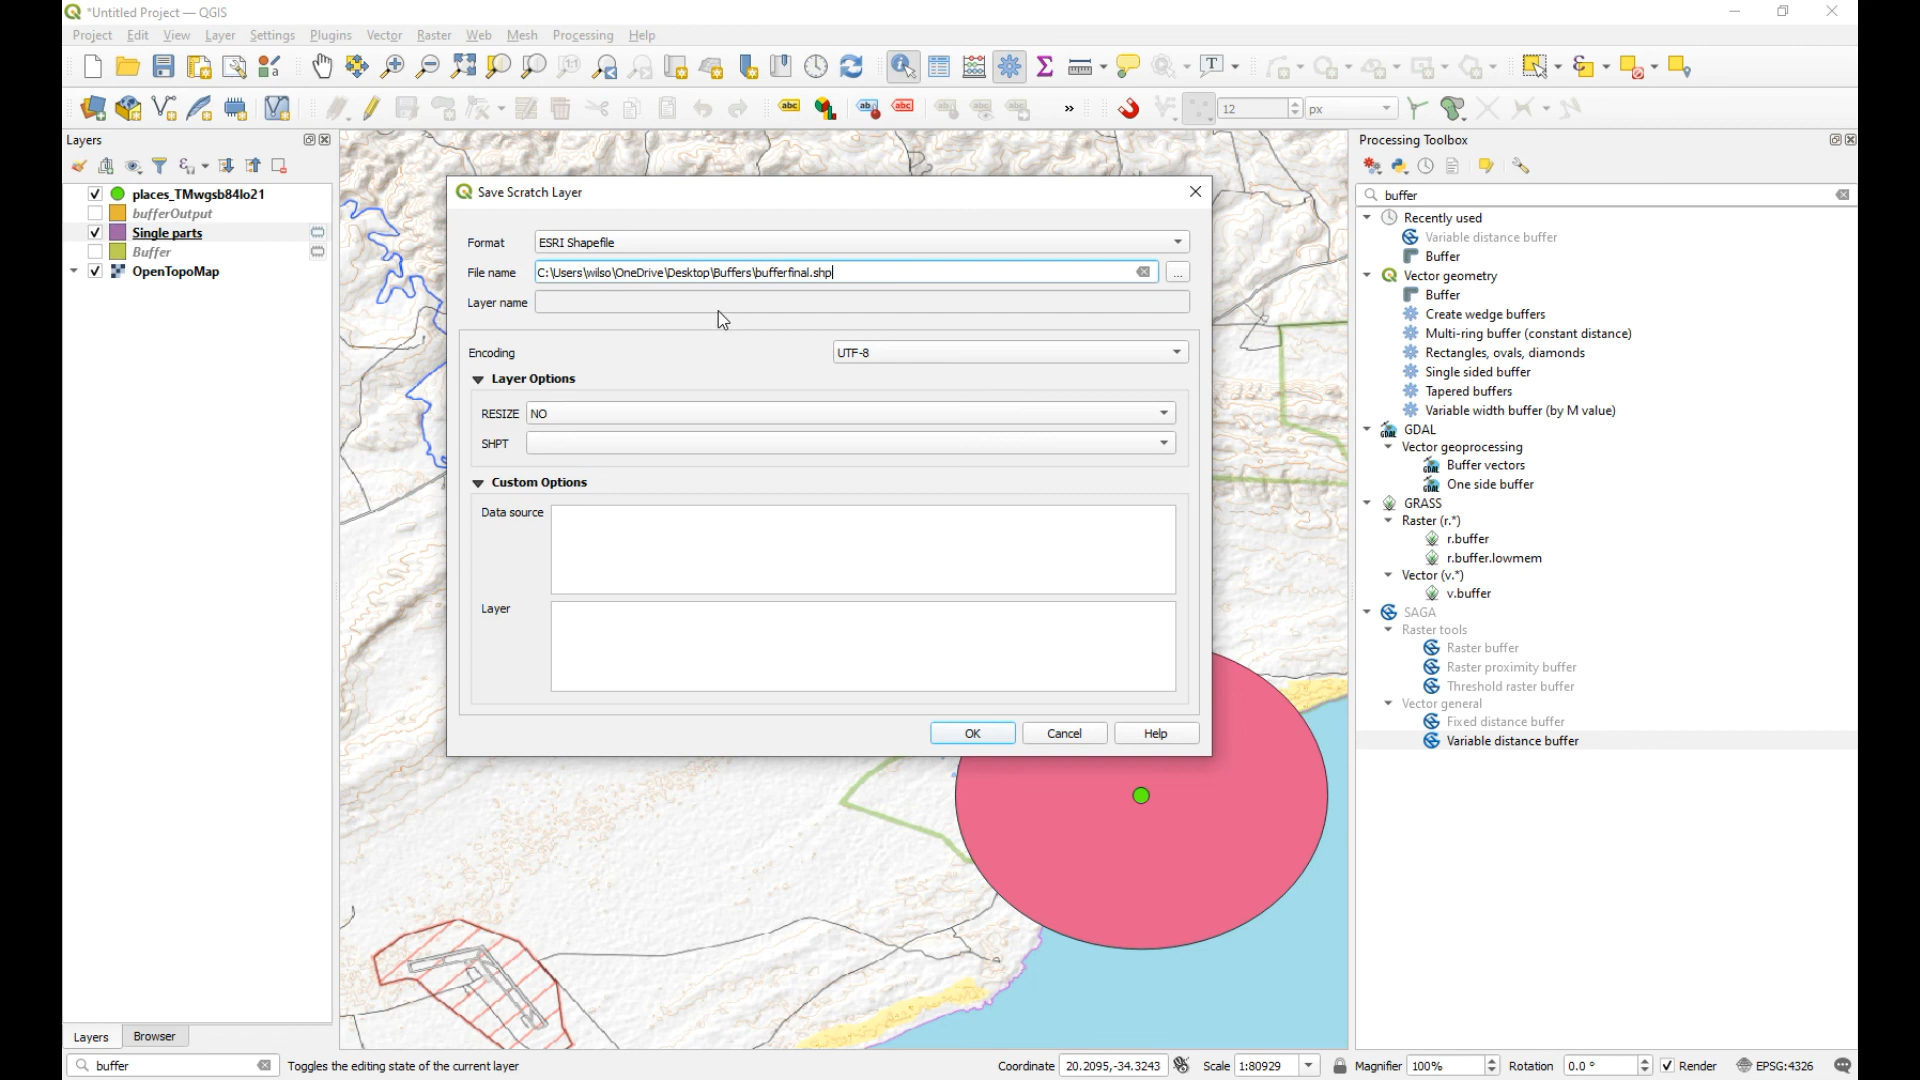 *Untitled Project — QGIS
Project Edit View Layer Settings Plugins Vector Raster Web Mesh Processing Help
12 px
Layers
places_TMwgsb84lo21
bufferOutput
Single parts
Buffer
OpenTopoMap
Save Scratch Layer
Format ESRI Shapefile
File name C:\Users\wilso\OneDrive\Desktop\Buffers\bufferfinal.shp
...
Layer name
Encoding UTF-8
Layer Options
RESIZE NO
SHPT
Custom Options
Data source
Layer
OK Cancel Help
Processing Toolbox
buffer
Recently used
Variable distance buffer
Buffer
Vector geometry
Buffer
Create wedge buffers
Multi-ring buffer (constant distance)
Rectangles, ovals, diamonds
Single sided buffer
Tapered buffers
Variable width buffer (by M value)
GDAL
Vector geoprocessing
Buffer vectors
One side buffer
GRASS
Raster (r.*)
r.buffer
r.buffer.lowmem
Vector (v.*)
v.buffer
SAGA
Raster tools
Raster buffer
Raster proximity buffer
Threshold raster buffer
Vector general
Fixed distance buffer
Variable distance buffer
Layers Browser
buffer
Toggles the editing state of the current layer
Coordinate 20.2095,-34.3243 Scale 1:80929 Magnifier 100% Rotation 0.0 ° Render EPSG:4326